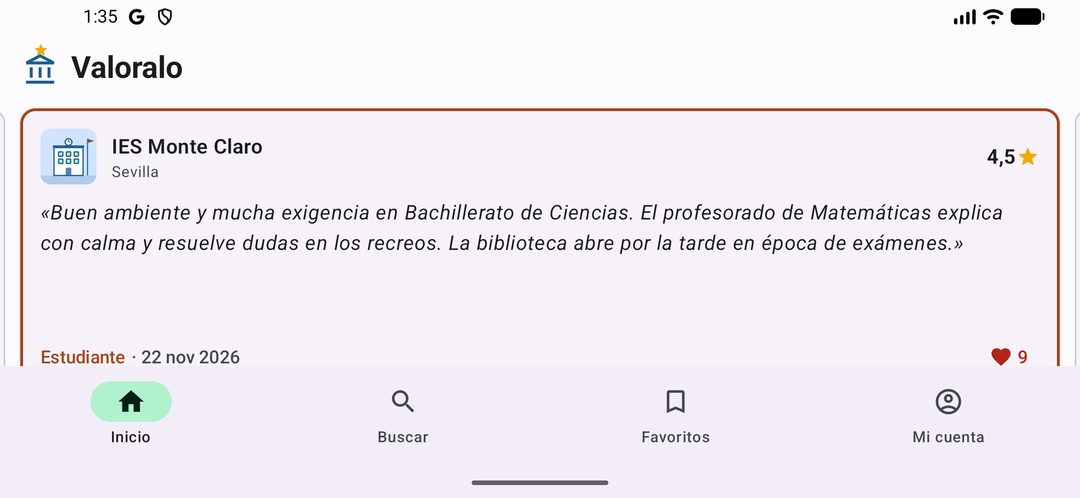 1:35
Valoralo
IES Monte Claro
Sevilla
4,5
«Buen ambiente y mucha exigencia en Bachillerato de Ciencias. El profesorado de Matemáticas explica
con calma y resuelve dudas en los recreos. La biblioteca abre por la tarde en época de exámenes.»
Estudiante · 22 nov 2026
9
Inicio
Buscar
Favoritos
Mi cuenta